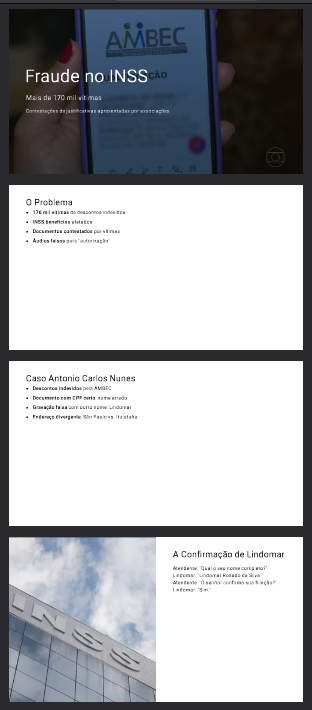 AMBEC
Fraude no INSS
Mais de 170 mil vítimas
Contestações de justificativas apresentadas por associações
O Problema
• 176 mil vítimas de descontos indevidos
• INSS benefícios afetados
• Documentos contestados por vítimas
• Áudios falsos para "autorização"
Caso Antonio Carlos Nunes
• Descontos indevidos pela AMBEC
• Documento com CPF certo, nome errado
• Gravação falsa com outro nome: Lindomar
• Endereço divergente: São Paulo vs.
INSS
A Confirmação de Lindomar
Atendente: "Qual o seu nome completo?"
Lindomar: "Lindomar Rosado da Silva."
Atendente: "O senhor confirma sua filiação?"
Lindomar: "Sim."